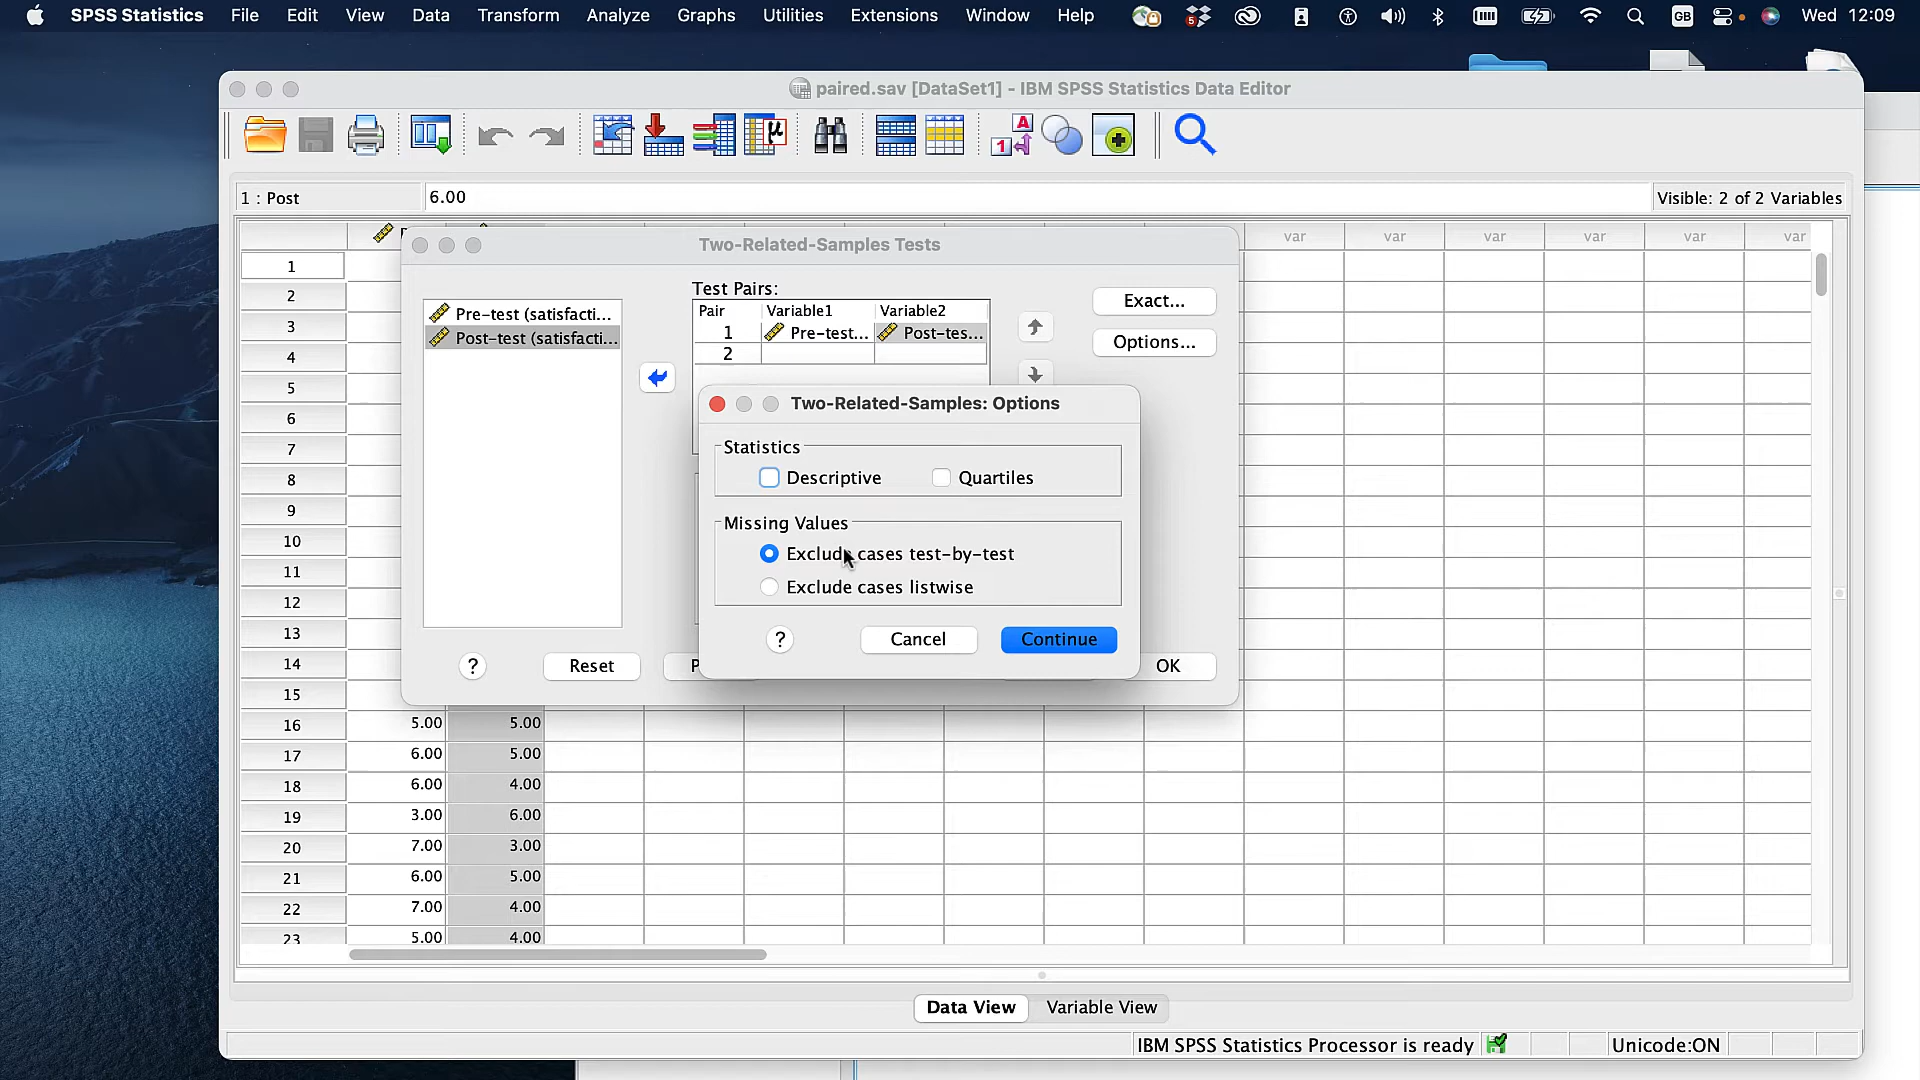 SPSS Statistics File Edit View Data Transform Analyze Graphs Utilities Extensions Window Help 5 GB Wed 12:09
paired.sav [DataSet1] - IBM SPSS Statistics Data Editor
1 : Post 6.00 Visible: 2 of 2 Variables
var var var var var var
Two-Related-Samples Tests
Test Pairs:
Pair Variable1 Variable2
1 Pre-test... Post-tes...
2
Pre-test (satisfacti...
Post-test (satisfacti...
Exact...
Options...
Two-Related-Samples: Options
Statistics
Descriptive Quartiles
Missing Values
Exclude cases test-by-test
Exclude cases listwise
? Cancel Continue
? Reset P OK
1
2
3
4
5
6
7
8
9
10
11
12
13
14
15
16 5.00 5.00
17 6.00 5.00
18 6.00 4.00
19 3.00 6.00
20 7.00 3.00
21 6.00 5.00
22 7.00 4.00
23 5.00 4.00
Data View Variable View
IBM SPSS Statistics Processor is ready Unicode:ON